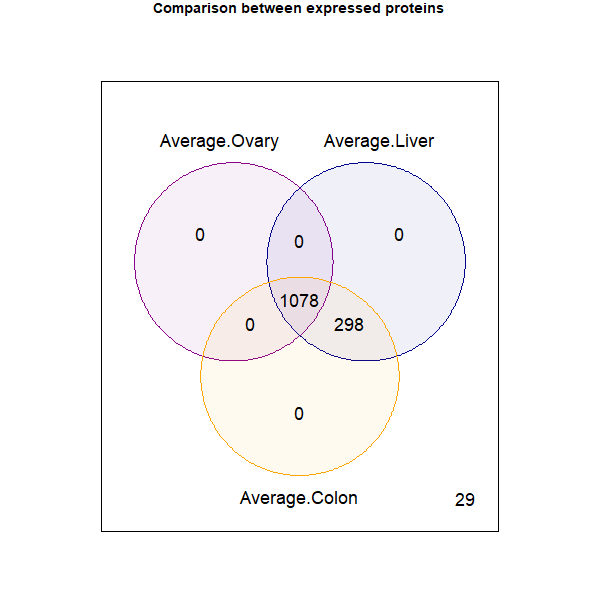 Comparison between expressed proteins
Average.Ovary Average.Liver
0 0 0
1078
0 298
0
Average.Colon 29